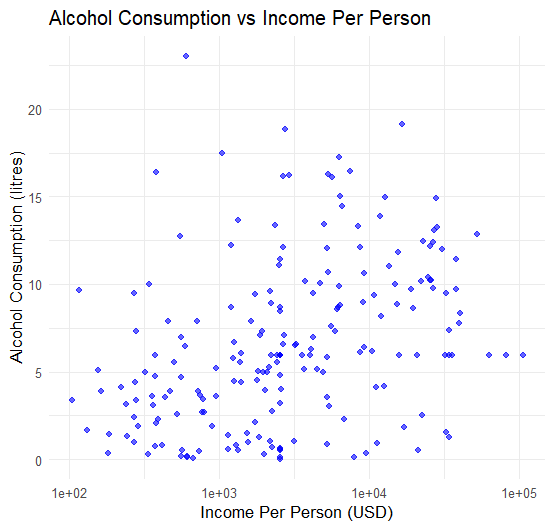 Alcohol Consumption vs Income Per Person
Alcohol Consumption (litres)
20
15
10
5
0
1e+02 1e+03 1e+04 1e+05
Income Per Person (USD)